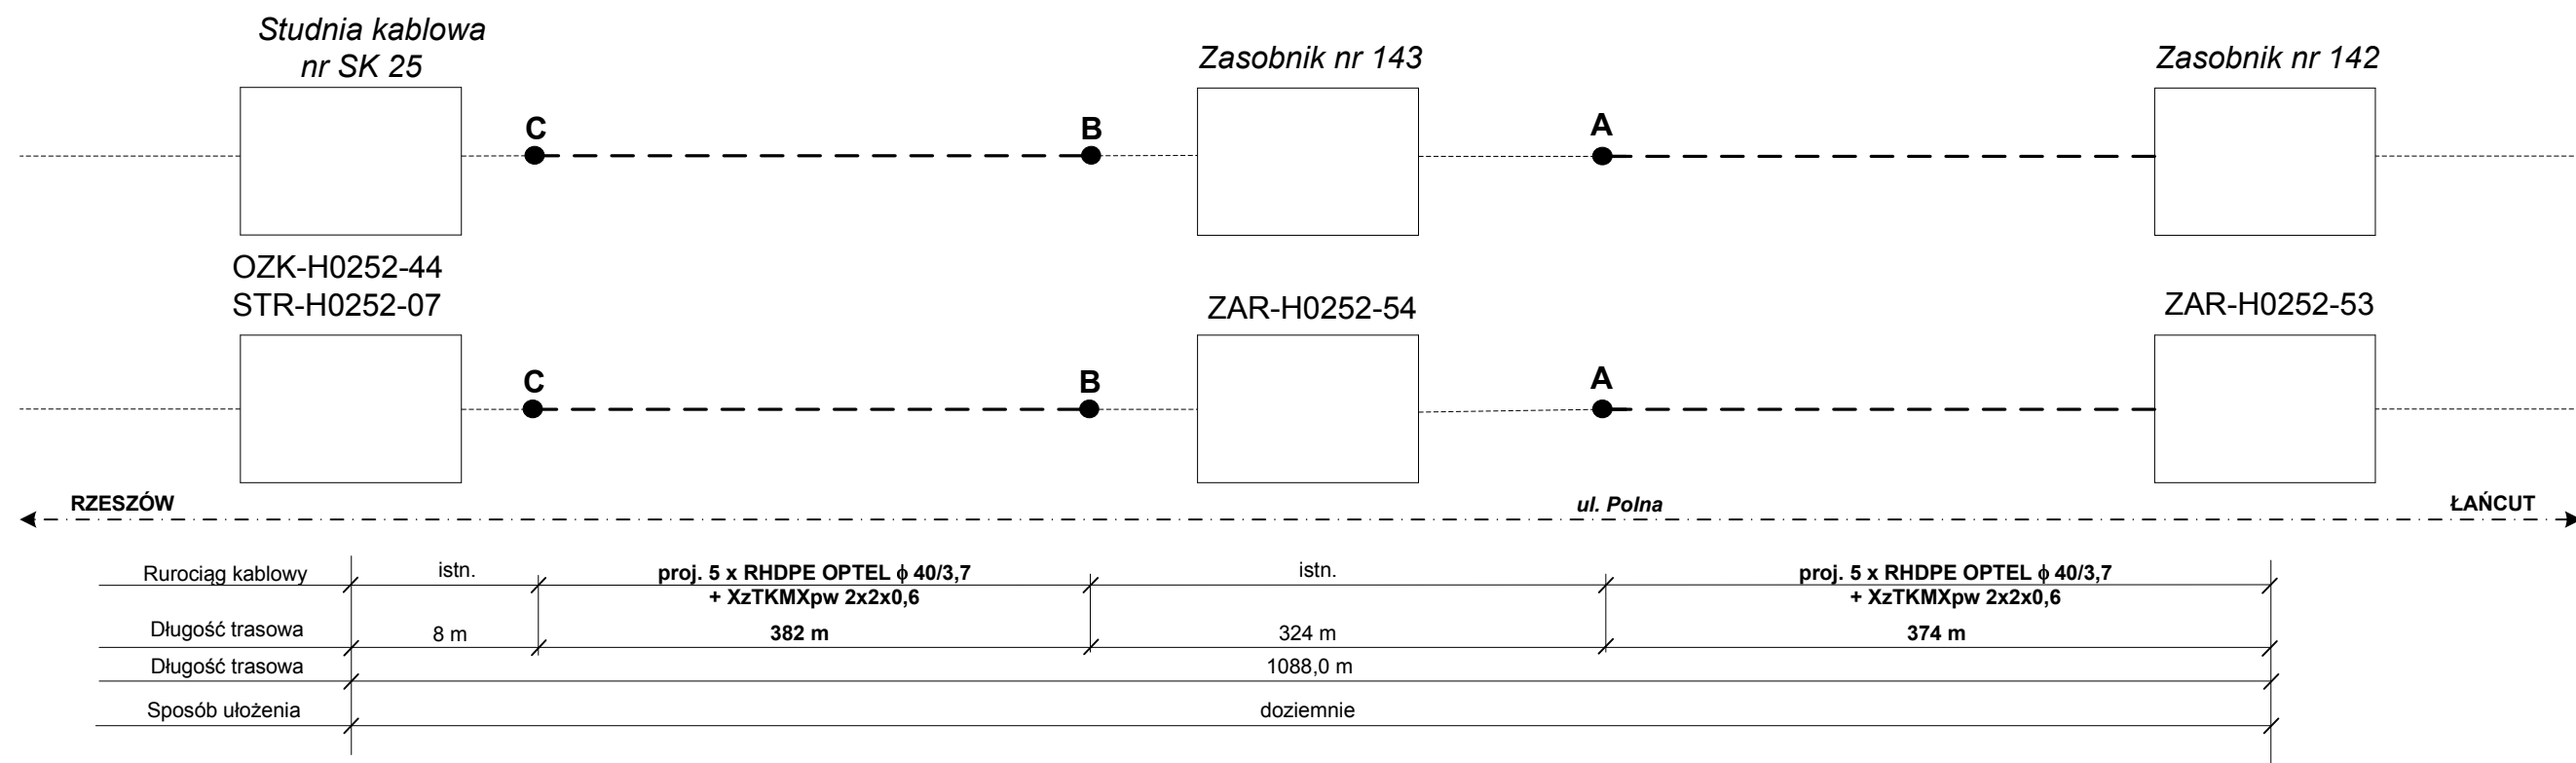 Studnia kablowa
nr SK 25
Zasobnik nr 143
Zasobnik nr 142
C
B
A
OZK-H0252-44
STR-H0252-07
ZAR-H0252-54
ZAR-H0252-53
C
B
A
RZESZÓW
ul. Polna
ŁAŃCUT
Rurociąg kablowy
istn.
proj. 5 x RHDPE OPTEL ϕ 40/3,7
+ XzTKMXpw 2x2x0,6
istn.
proj. 5 x RHDPE OPTEL ϕ 40/3,7
+ XzTKMXpw 2x2x0,6
Długość trasowa
8 m
382 m
324 m
374 m
Długość trasowa
1088,0 m
Sposób ułożenia
doziemnie